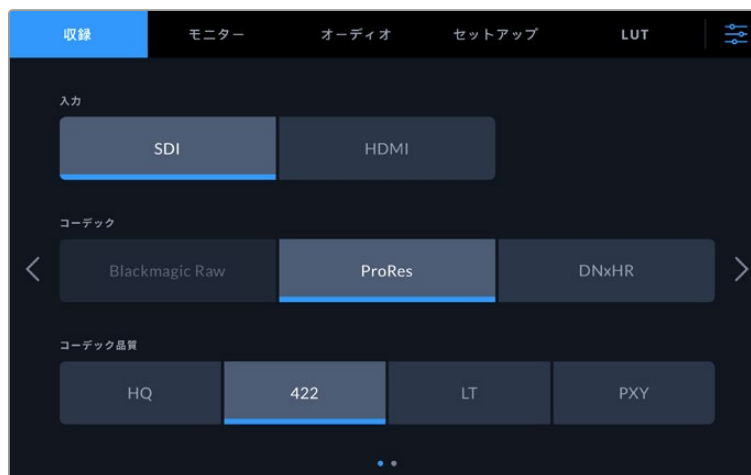 収録 モニター オーディオ セットアップ LUT
入力
SDI HDMI
コーデック
Blackmagic Raw ProRes DNxHR
コーデック品質
HQ 422 LT PXY